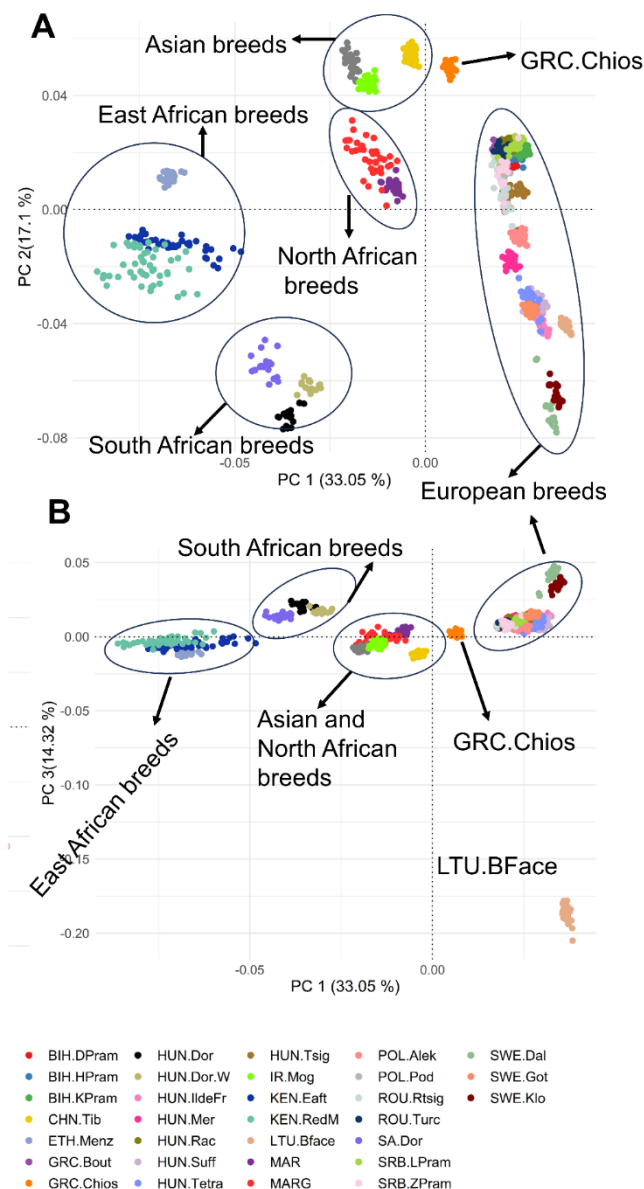 A
Asian breeds
GRC.Chios
East African breeds
0.04
0.00
North African
breeds
PC 2(17.1 %)
-0.04
South African breeds
-0.08
-0.05
0.00
PC 1 (33.05 %)
European breeds
B
South African breeds
0.05
0.00
-0.05
Asian and
North African
breeds
GRC.Chios
PC 3(14.32 %)
East African breeds
-0.10
-0.15
LTU.BFace
-0.20
-0.05
0.00
PC 1 (33.05 %)
BIH.DPram HUN.Dor HUN.Tsig POL.Alek SWE.Dal
BIH.HPram HUN.Dor.W IR.Mog POL.Pod SWE.Got
BIH.KPram HUN.IldeFr KEN.Eaft ROU.Rtsig SWE.Klo
CHN.Tib HUN.Mer KEN.RedM ROU.Turc
ETH.Menz HUN.Rac LTU.Bface SA.Dor
GRC.Bout HUN.Suff MAR SRB.LPram
GRC.Chios HUN.Tetra MARG SRB.ZPram